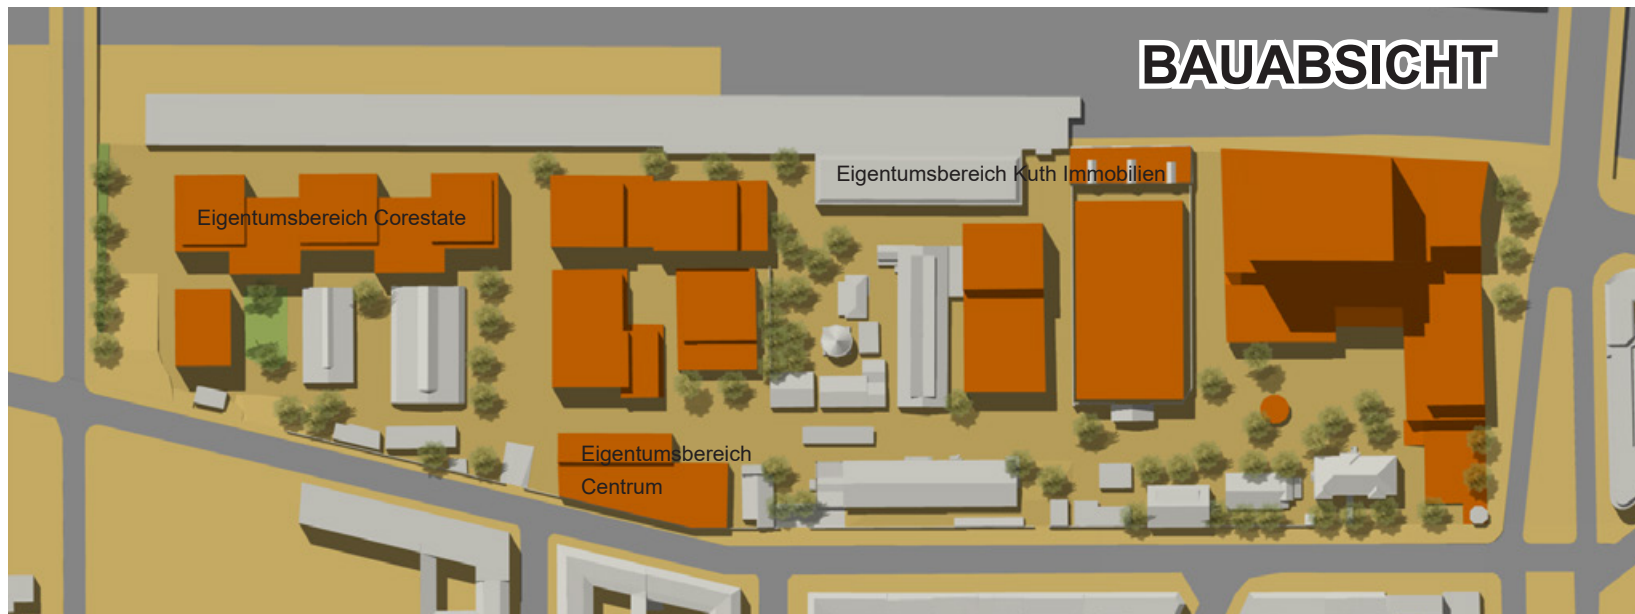 BAUABSICHT
Eigentumsbereich Kuth Immobilien
Eigentumsbereich Corestate
Eigentumsbereich
Centrum